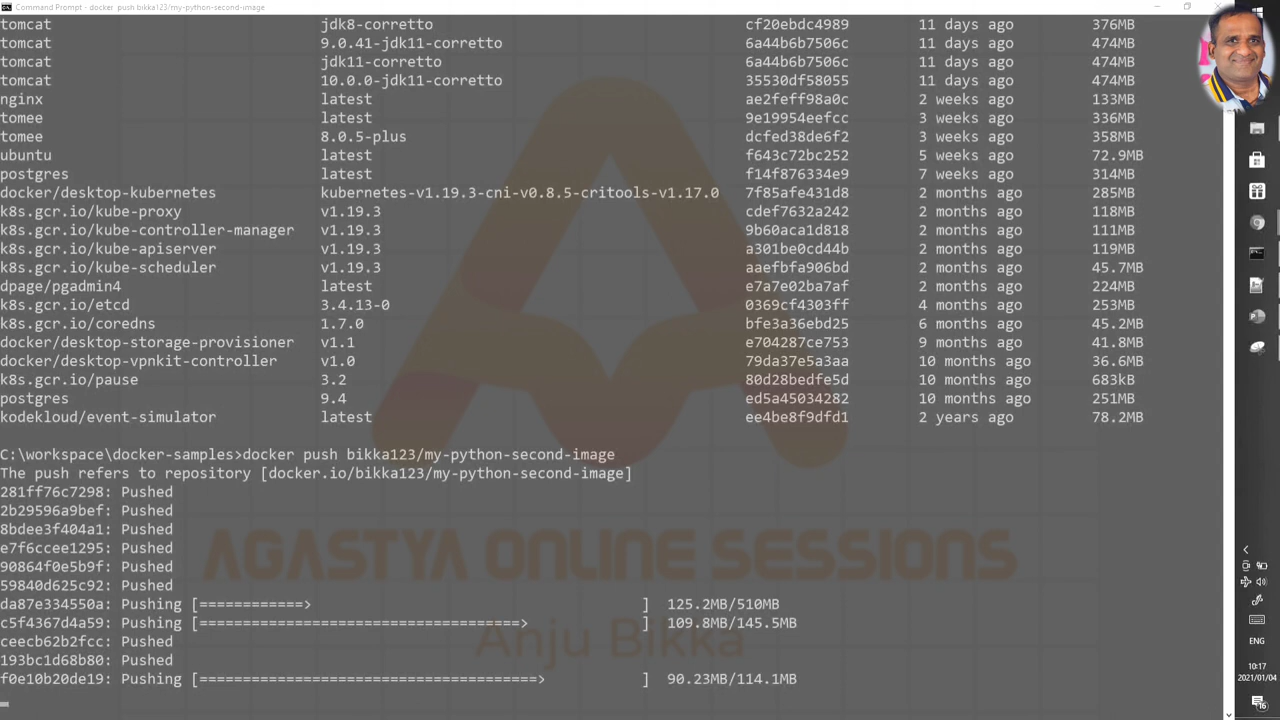 Command Prompt - docker push bikka123/my-python-second-image
tomcat jdk8-corretto cf20ebdc4989 11 days ago 376MB
tomcat 9.0.41-jdk11-corretto 6a44b6b7506c 11 days ago 474MB
tomcat jdk11-corretto 6a44b6b7506c 11 days ago 474MB
tomcat 10.0.0-jdk11-corretto 35530df58055 11 days ago 474MB
nginx latest ae2feff98a0c 2 weeks ago 133MB
tomee latest 9e19954eefcc 3 weeks ago 336MB
tomee 8.0.5-plus dcfed38de6f2 3 weeks ago 358MB
ubuntu latest f643c72bc252 5 weeks ago 72.9MB
postgres latest f14f876334e9 7 weeks ago 314MB
docker/desktop-kubernetes kubernetes-v1.19.3-cni-v0.8.5-critools-v1.17.0 7f85afe431d8 2 months ago 285MB
k8s.gcr.io/kube-proxy v1.19.3 cdef7632a242 2 months ago 118MB
k8s.gcr.io/kube-controller-manager v1.19.3 9b60aca1d818 2 months ago 111MB
k8s.gcr.io/kube-apiserver v1.19.3 a301be0cd44b 2 months ago 119MB
k8s.gcr.io/kube-scheduler v1.19.3 aaefbfa906bd 2 months ago 45.7MB
dpage/pgadmin4 latest e7a7e02ba7af 2 months ago 224MB
k8s.gcr.io/etcd 3.4.13-0 0369cf4303ff 4 months ago 253MB
k8s.gcr.io/coredns 1.7.0 bfe3a36ebd25 6 months ago 45.2MB
docker/desktop-storage-provisioner v1.1 e704287ce753 9 months ago 41.8MB
docker/desktop-vpnkit-controller v1.0 79da37e5a3aa 10 months ago 36.6MB
k8s.gcr.io/pause 3.2 80d28bedfe5d 10 months ago 683kB
postgres 9.4 ed5a45034282 10 months ago 251MB
kodekloud/event-simulator latest ee4be8f9dfd1 2 years ago 78.2MB
C:\workspace\docker-samples>docker push bikka123/my-python-second-image
The push refers to repository [docker.io/bikka123/my-python-second-image]
281ff76c7298: Pushed
2b29596a9bef: Pushed
8bdee3f404a1: Pushed
e7f6ccee1295: Pushed
90864f0e5b9f: Pushed
59840d625c92: Pushed
da87e334550a: Pushing [============> ] 125.2MB/510MB
c5f4367d4a59: Pushing [=====================================> ] 109.8MB/145.5MB
ceecb62b2fcc: Pushed
193bc1d68b80: Pushed
f0e10b20de19: Pushing [=======================================> ] 90.23MB/114.1MB
AGASTYA ONLINE SESSIONS
Anju Bikka
ENG
10:17
2021/01/04
16